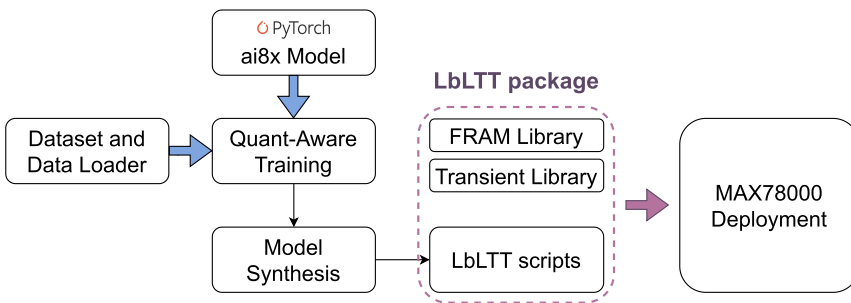 PyTorch
ai8x Model
LbLTT package
Dataset and
Data Loader
Quant-Aware
Training
FRAM Library
Transient Library
MAX78000
Deployment
Model
Synthesis
LbLTT scripts